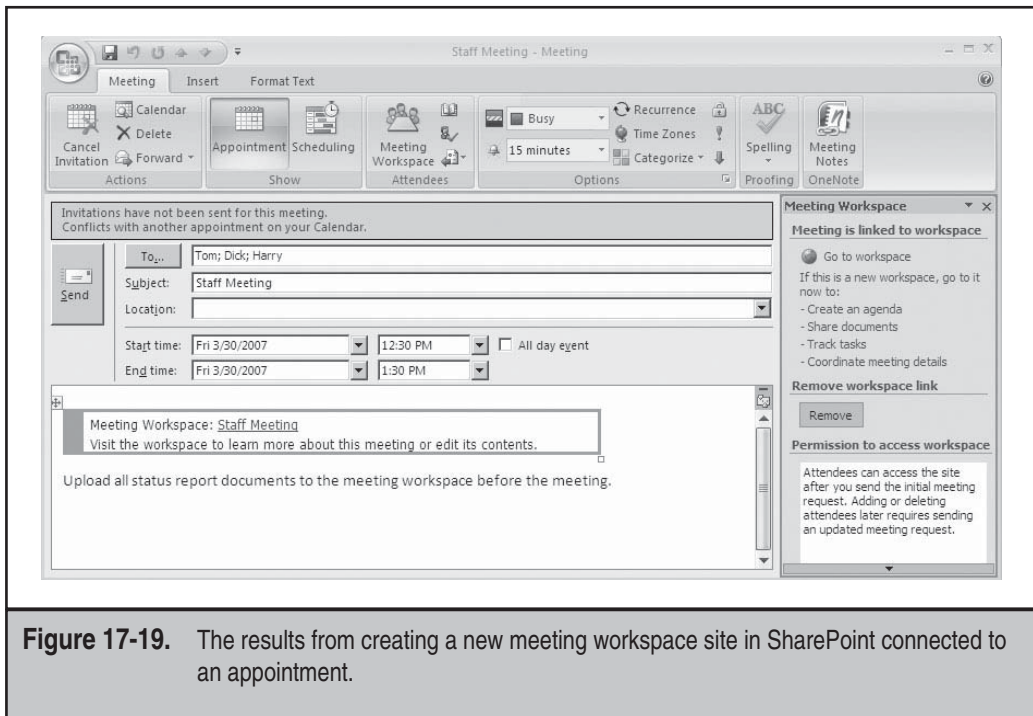 Staff Meeting - Meeting
Meeting Insert Format Text
Cancel Invitation
Calendar
Delete
Forward
Actions
Appointment
Scheduling
Show
Meeting Workspace
Attendees
Busy
15 minutes
Recurrence
Time Zones
Categorize
Options
ABC
Spelling
Proofing
Meeting Notes
OneNote
Invitations have not been sent for this meeting.
Conflicts with another appointment on your Calendar.
Send
To... Tom; Dick; Harry
Subject: Staff Meeting
Location:
Start time: Fri 3/30/2007 12:30 PM All day event
End time: Fri 3/30/2007 1:30 PM
Meeting Workspace: Staff Meeting
Visit the workspace to learn more about this meeting or edit its contents.
Upload all status report documents to the meeting workspace before the meeting.
Meeting Workspace
Meeting is linked to workspace
Go to workspace
If this is a new workspace, go to it
now to:
- Create an agenda
- Share documents
- Track tasks
- Coordinate meeting details
Remove workspace link
Remove
Permission to access workspace
Attendees can access the site
after you send the initial meeting
request. Adding or deleting
attendees later requires sending
an updated meeting request.
Figure 17-19. The results from creating a new meeting workspace site in SharePoint connected to
an appointment.